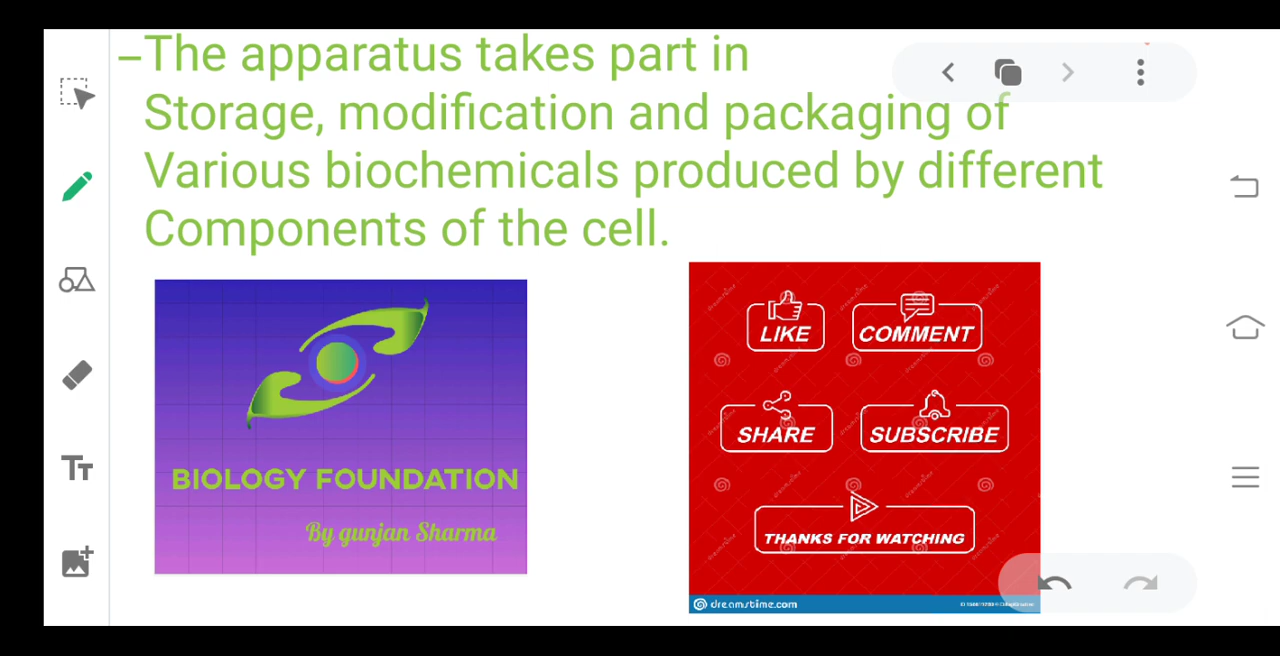 –The apparatus takes part in
Storage, modification and packaging of
Various biochemicals produced by different
Components of the cell.
BIOLOGY FOUNDATION
By gunjan Sharma
LIKE
COMMENT
SHARE
SUBSCRIBE
THANKS FOR WATCHING
dreamstime.com
TT